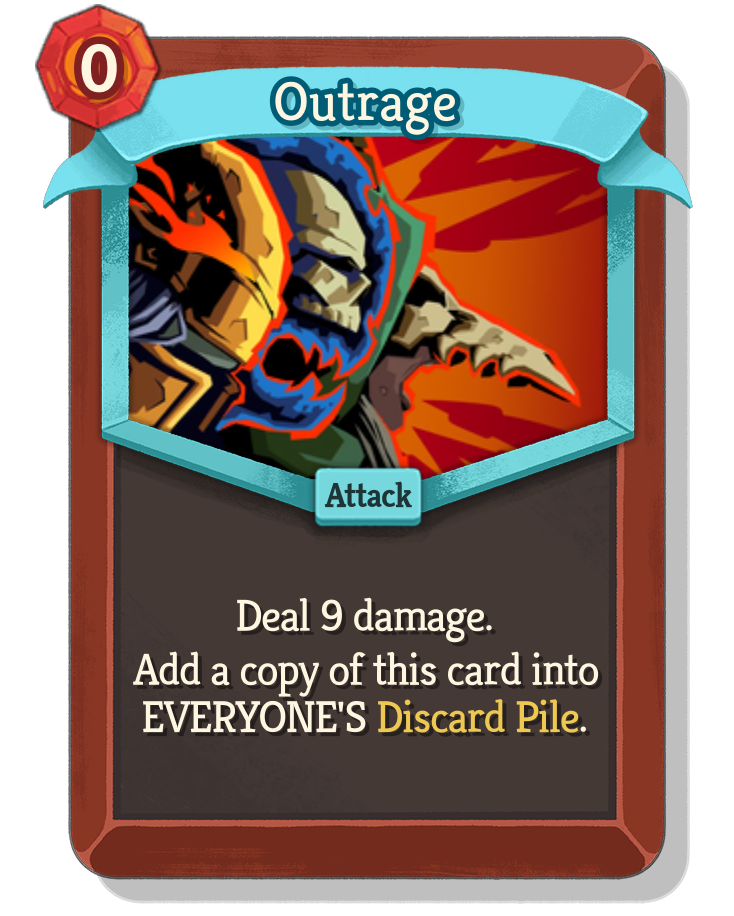 0
Outrage
Attack
Deal 9 damage.
Add a copy of this card into
EVERYONE'S Discard Pile.